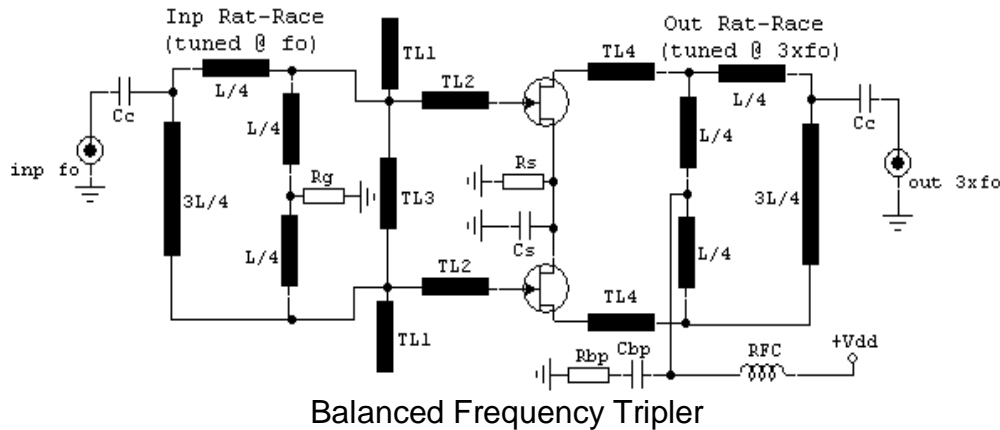 Inp Rat-Race
(tuned @ fo)
Out Rat-Race
(tuned @ 3xfo)
TL1
TL4
TL2
L/4
L/4
Cc
Cc
L/4
L/4
inp fo
Rs
out 3xfo
Rg
3L/4
TL3
3L/4
Cs
L/4
L/4
TL2
TL4
TL1
Rbp
Cbp
RFC
+Vdd
Balanced Frequency Tripler